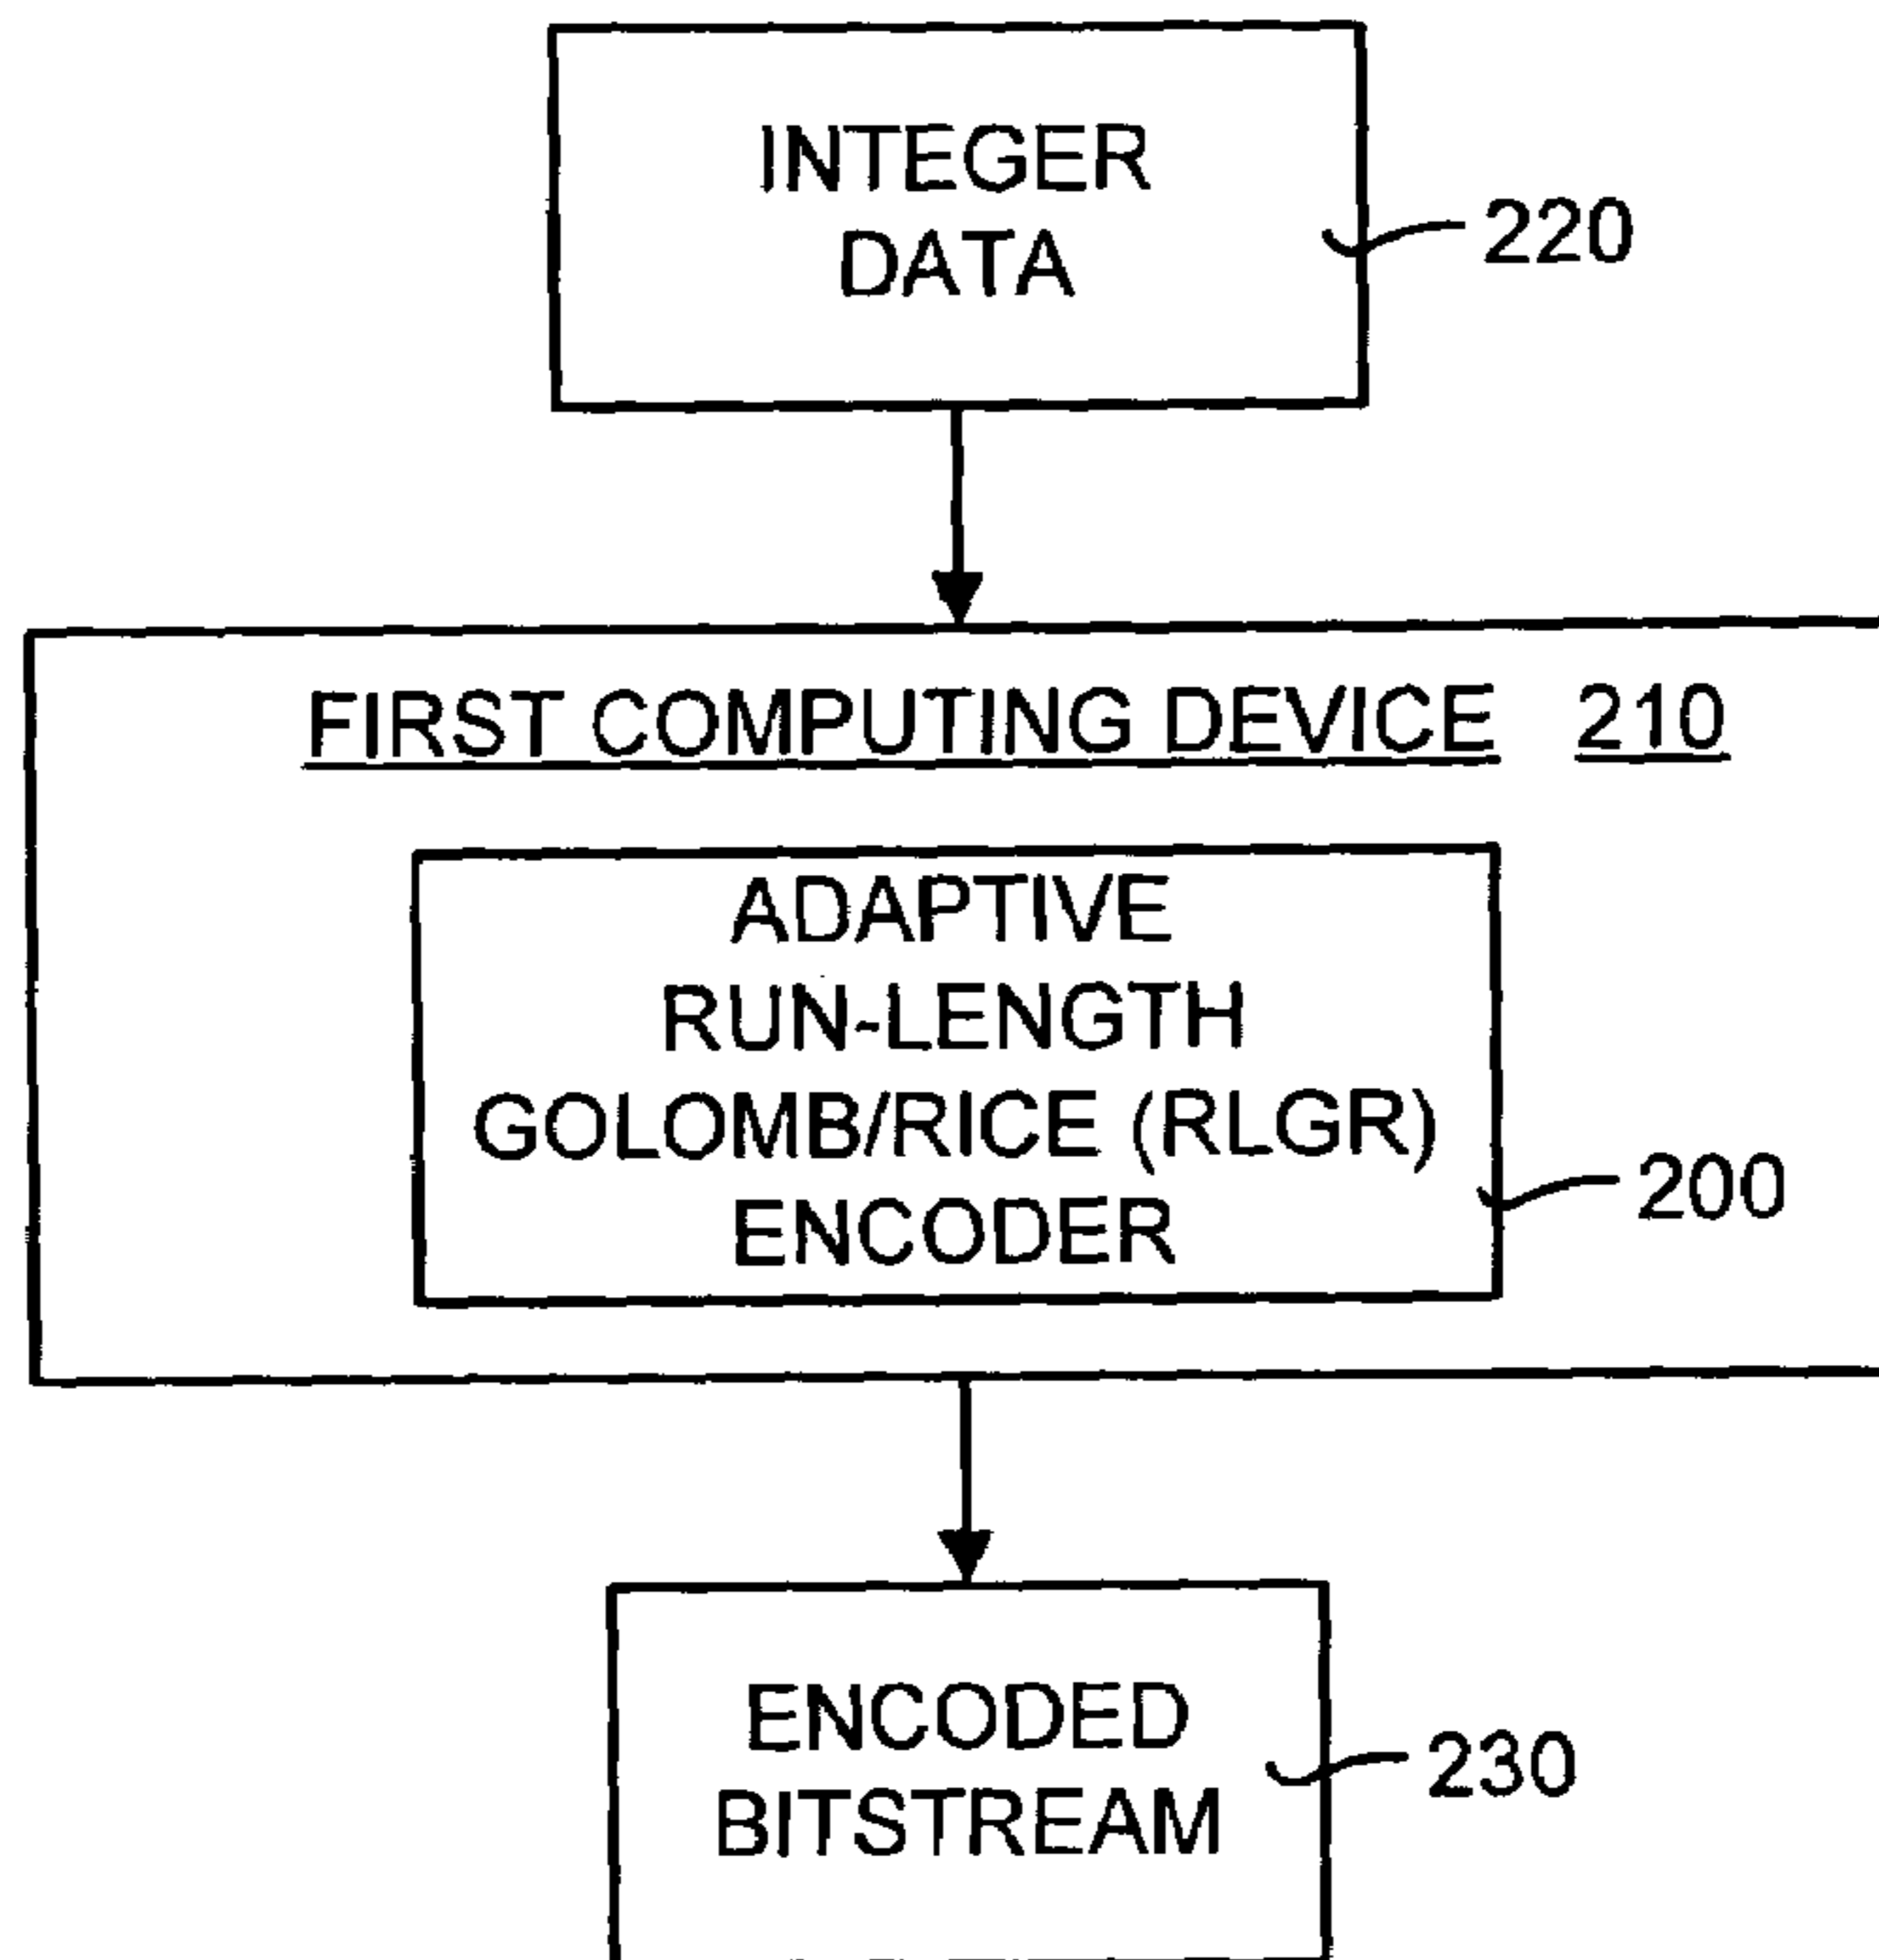 INTEGER
DATA
220
FIRST COMPUTING DEVICE 210
ADAPTIVE
RUN-LENGTH
GOLOMB/RICE (RLGR)
ENCODER
200
ENCODED
BITSTREAM
230